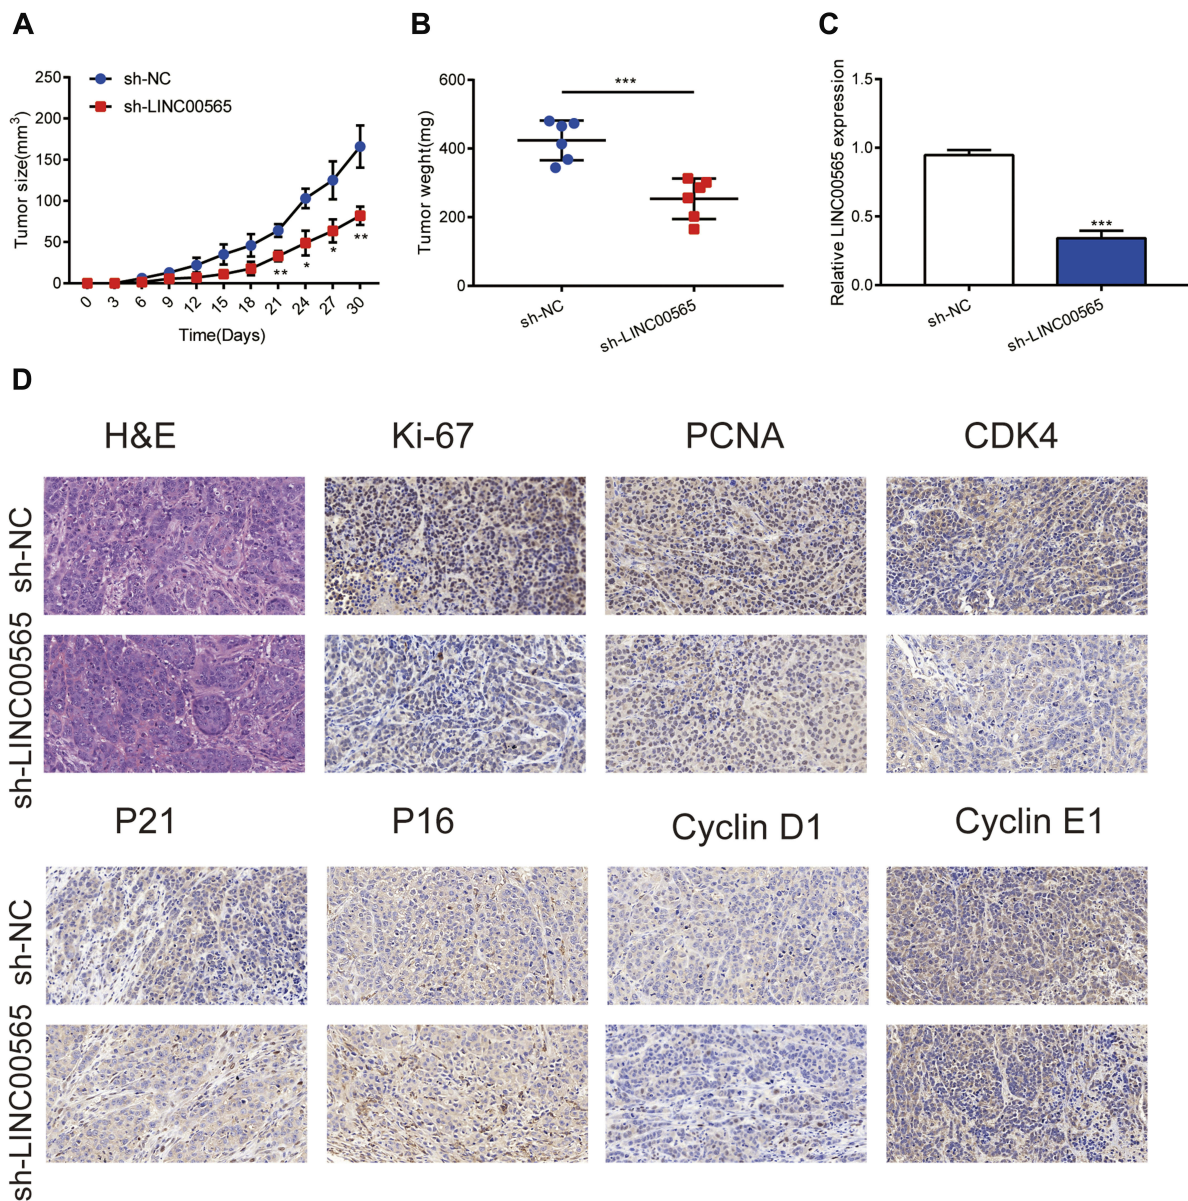 A
B
C
sh-NC
sh-LINC00565
Tumor size(mm³)
250
200
150
100
50
0
** * * **
0 3 6 9 12 15 18 21 24 27 30
Time(Days)
Tumor weght(mg)
600
400
200
0
***
sh-NC
sh-LINC00565
Relative LINC00565 expression
1.5
1.0
0.5
0.0
***
sh-NC
sh-LINC00565
D
H&E Ki-67 PCNA CDK4
sh-NC
sh-LINC00565
P21 P16 Cyclin D1 Cyclin E1
sh-NC
sh-LINC00565